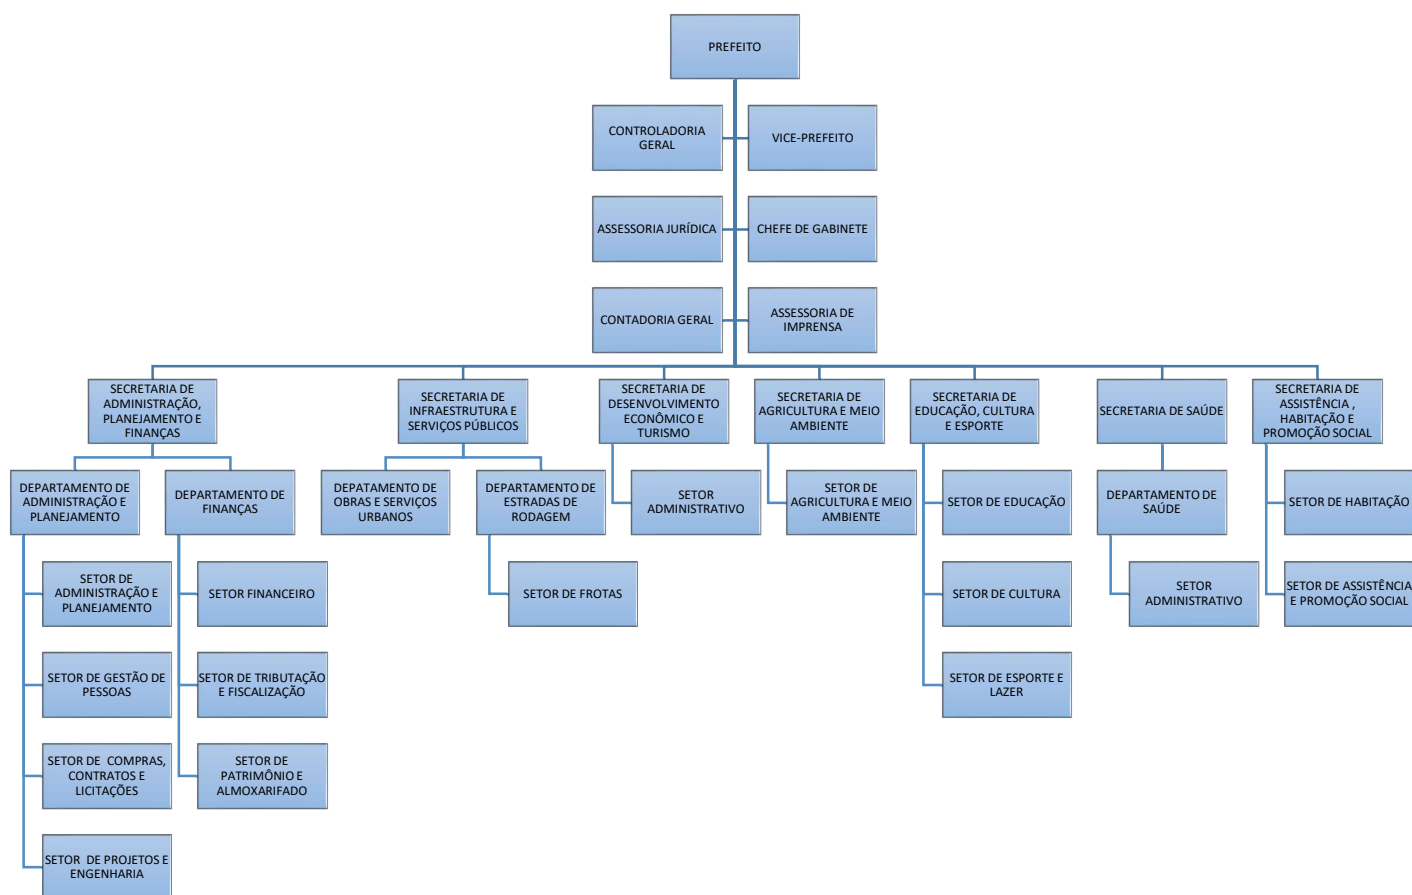 PREFEITO
CONTROLADORIA
GERAL
VICE-PREFEITO
ASSESSORIA JURÍDICA
CHEFE DE GABINETE
CONTADORIA GERAL
ASSESSORIA DE
IMPRENSA
SECRETARIA DE
ADMINISTRAÇÃO,
PLANEJAMENTO E
FINANÇAS
SECRETARIA DE
INFRAESTRUTURA E
SERVIÇOS PÚBLICOS
SECRETARIA DE
DESENVOLVIMENTO
ECONÔMICO E
TURISMO
SECRETARIA DE
AGRICULTURA E MEIO
AMBIENTE
SECRETARIA DE
EDUCAÇÃO, CULTURA
E ESPORTE
SECRETARIA DE SAÚDE
SECRETARIA DE
ASSISTÊNCIA ,
HABITAÇÃO E
PROMOÇÃO SOCIAL
DEPARTAMENTO DE
ADMINISTRAÇÃO E
PLANEJAMENTO
DEPARTAMENTO DE
FINANÇAS
DEPATAMENTO DE
OBRAS E SERVIÇOS
URBANOS
DEPARTAMENTO DE
ESTRADAS DE
RODAGEM
SETOR
ADMINISTRATIVO
SETOR DE
AGRICULTURA E MEIO
AMBIENTE
SETOR DE EDUCAÇÃO
DEPARTAMENTO DE
SAÚDE
SETOR DE HABITAÇÃO
SETOR DE
ADMINISTRAÇÃO E
PLANEJAMENTO
SETOR FINANCEIRO
SETOR DE FROTAS
SETOR DE CULTURA
SETOR
ADMINISTRATIVO
SETOR DE ASSISTÊNCIA
E PROMOÇÃO SOCIAL
SETOR DE GESTÃO DE
PESSOAS
SETOR DE TRIBUTAÇÃO
E FISCALIZAÇÃO
SETOR DE ESPORTE E
LAZER
SETOR DE COMPRAS,
CONTRATOS E
LICITAÇÕES
SETOR DE
PATRIMÔNIO E
ALMOXARIFADO
SETOR DE PROJETOS E
ENGENHARIA